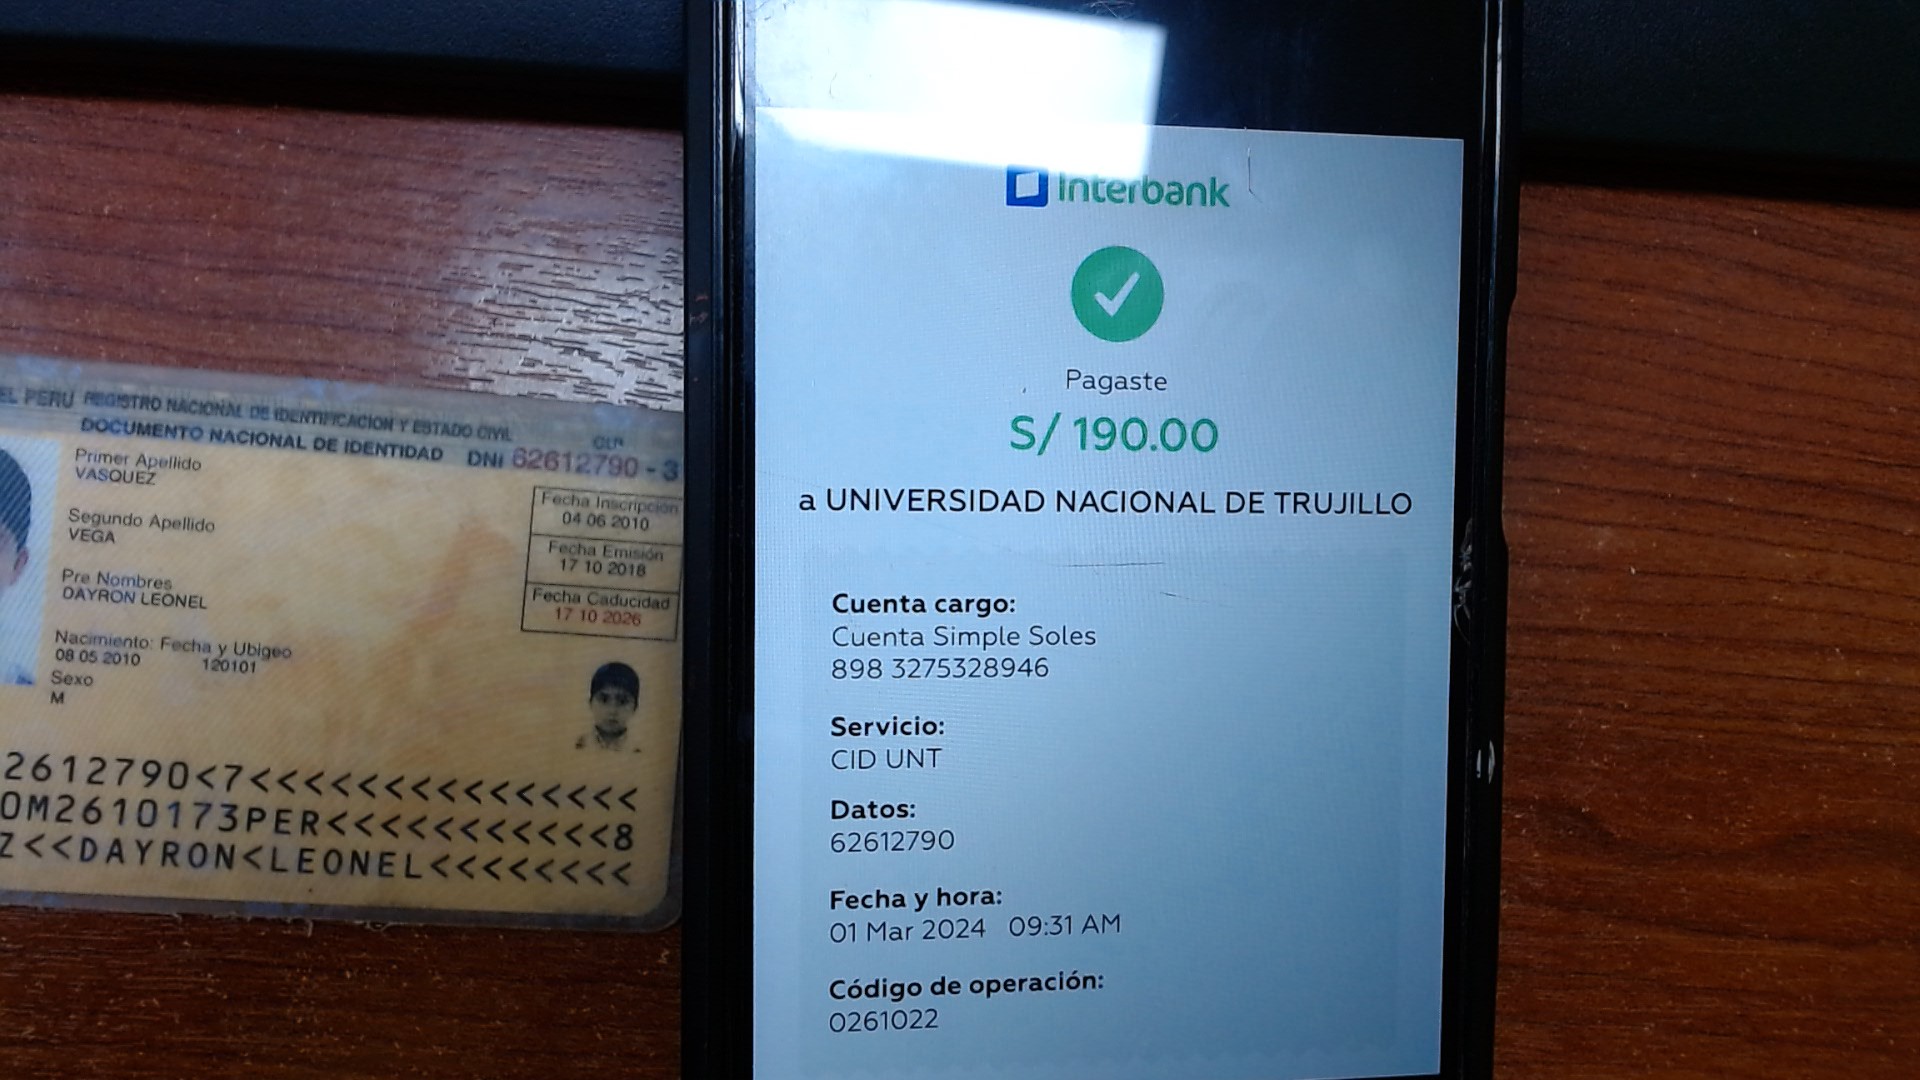 EL PERÚ REGISTRO NACIONAL DE IDENTIFICACION Y ESTADO CIVIL
DOCUMENTO NACIONAL DE IDENTIDAD DNI 62612790 - 3
Primer Apellido
VASQUEZ
Segundo Apellido
VEGA
Pre Nombres
DAYRON LEONEL
Nacimiento: Fecha y Ubigeo
08 05 2010 120101
Sexo
M
Fecha Inscripción
04 06 2010
Fecha Emisión
17 10 2018
Fecha Caducidad
17 10 2026
2612790<7<<<<<<<<<<<<<<<
0M2610173PER<<<<<<<<<<<8
Z<<DAYRON<LEONEL<<<<<<<<
Interbank
Pagaste
S/ 190.00
a UNIVERSIDAD NACIONAL DE TRUJILLO
Cuenta cargo:
Cuenta Simple Soles
898 3275328946
Servicio:
CID UNT
Datos:
62612790
Fecha y hora:
01 Mar 2024 09:31 AM
Código de operación:
0261022